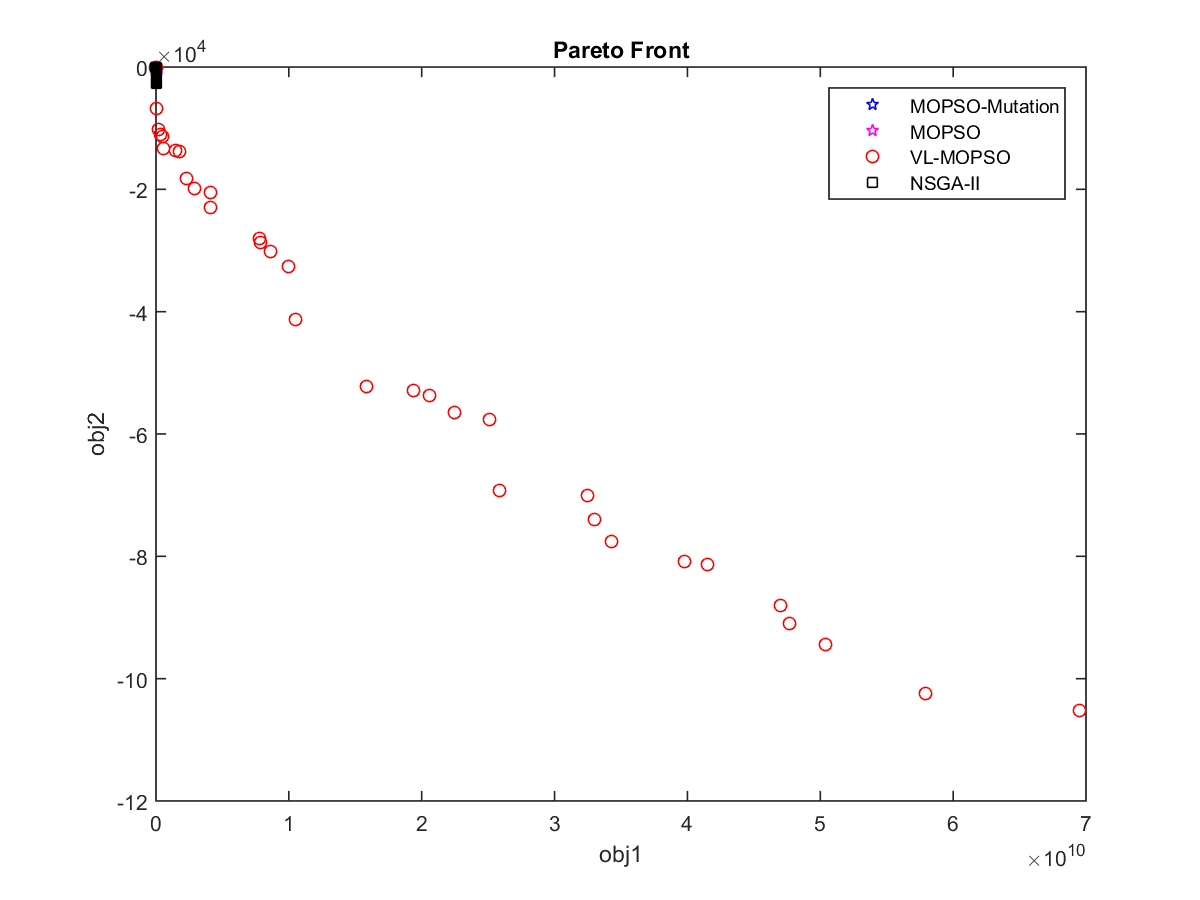 Pareto Front
×10^4
0
-2
-4
-6
-8
-10
-12
obj2
MOPSO-Mutation
MOPSO
VL-MOPSO
NSGA-II
0 1 2 3 4 5 6 7
obj1
×10^10